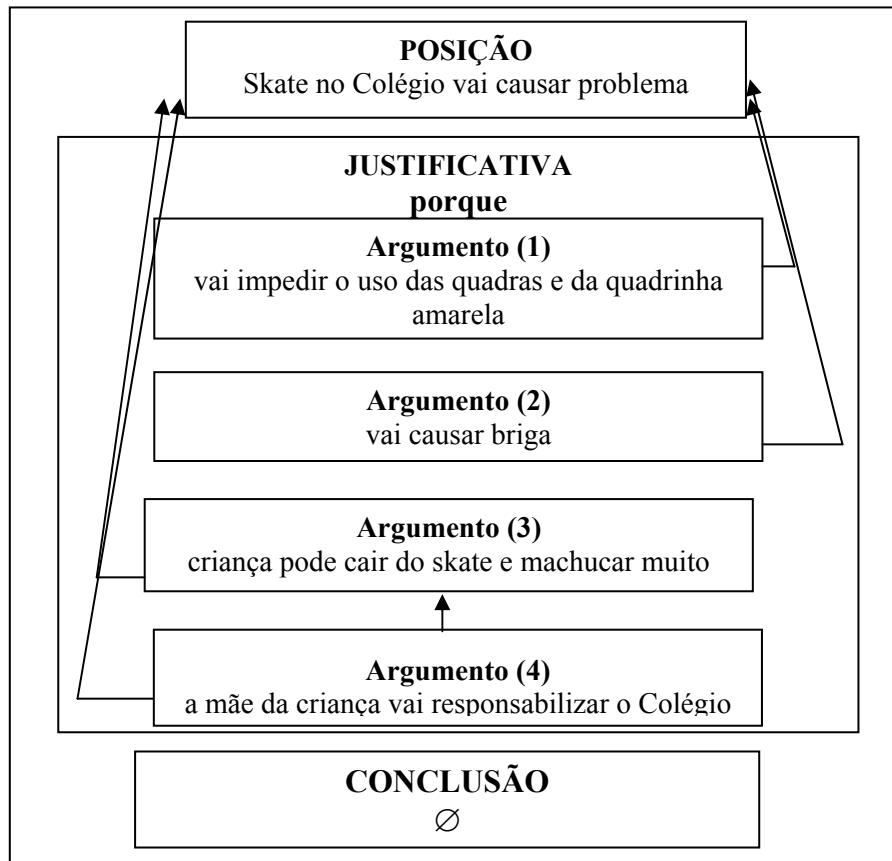 POSIÇÃO
Skate no Colégio vai causar problema
JUSTIFICATIVA
porque
Argumento (1)
vai impedir o uso das quadras e da quadrinha
amarela
Argumento (2)
vai causar briga
Argumento (3)
criança pode cair do skate e machucar muito
Argumento (4)
a mãe da criança vai responsabilizar o Colégio
CONCLUSÃO
∅